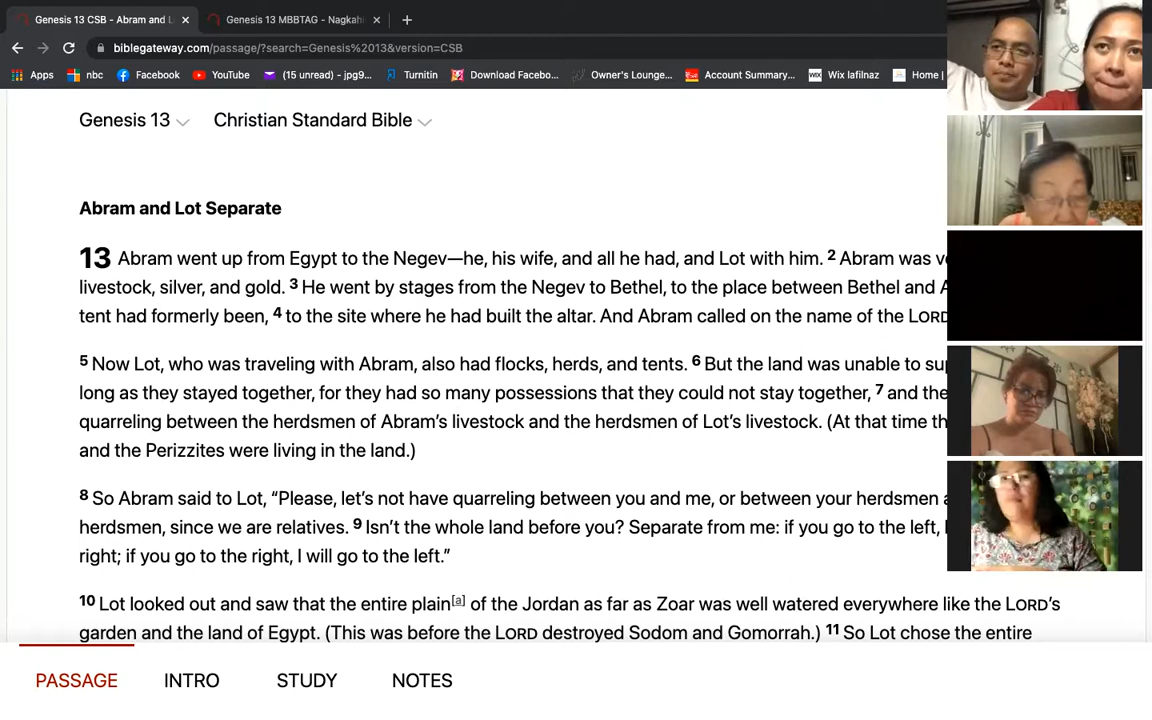 Genesis 13 CSB - Abram and L
Genesis 13 MBBTAG - Nagkah
biblegateway.com/passage/?search=Genesis%2013&version=CSB
Apps nbc Facebook YouTube (15 unread) - jpg9... Turnitin Download Facebo... Owner's Lounge... Account Summary... WIX Wix lafilnaz Home |
Genesis 13 Christian Standard Bible
Abram and Lot Separate
13 Abram went up from Egypt to the Negev—he, his wife, and all he had, and Lot with him. 2 Abram was v
livestock, silver, and gold. 3 He went by stages from the Negev to Bethel, to the place between Bethel and A
tent had formerly been, 4 to the site where he had built the altar. And Abram called on the name of the LORD
5 Now Lot, who was traveling with Abram, also had flocks, herds, and tents. 6 But the land was unable to su
long as they stayed together, for they had so many possessions that they could not stay together, 7 and the
quarreling between the herdsmen of Abram's livestock and the herdsmen of Lot's livestock. (At that time th
and the Perizzites were living in the land.)
8 So Abram said to Lot, “Please, let's not have quarreling between you and me, or between your herdsmen a
herdsmen, since we are relatives. 9 Isn't the whole land before you? Separate from me: if you go to the left,
right; if you go to the right, I will go to the left.”
10 Lot looked out and saw that the entire plain[a] of the Jordan as far as Zoar was well watered everywhere like the LORD's
garden and the land of Egypt. (This was before the LORD destroyed Sodom and Gomorrah.) 11 So Lot chose the entire
PASSAGE INTRO STUDY NOTES